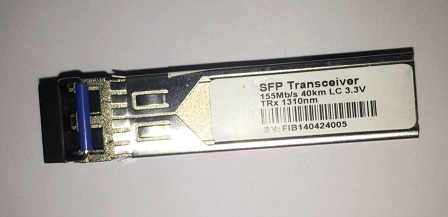 SFP Transceiver
155Mb/s 40km LC 3.3V
TRx 1310nm
S/N: FIB140424005